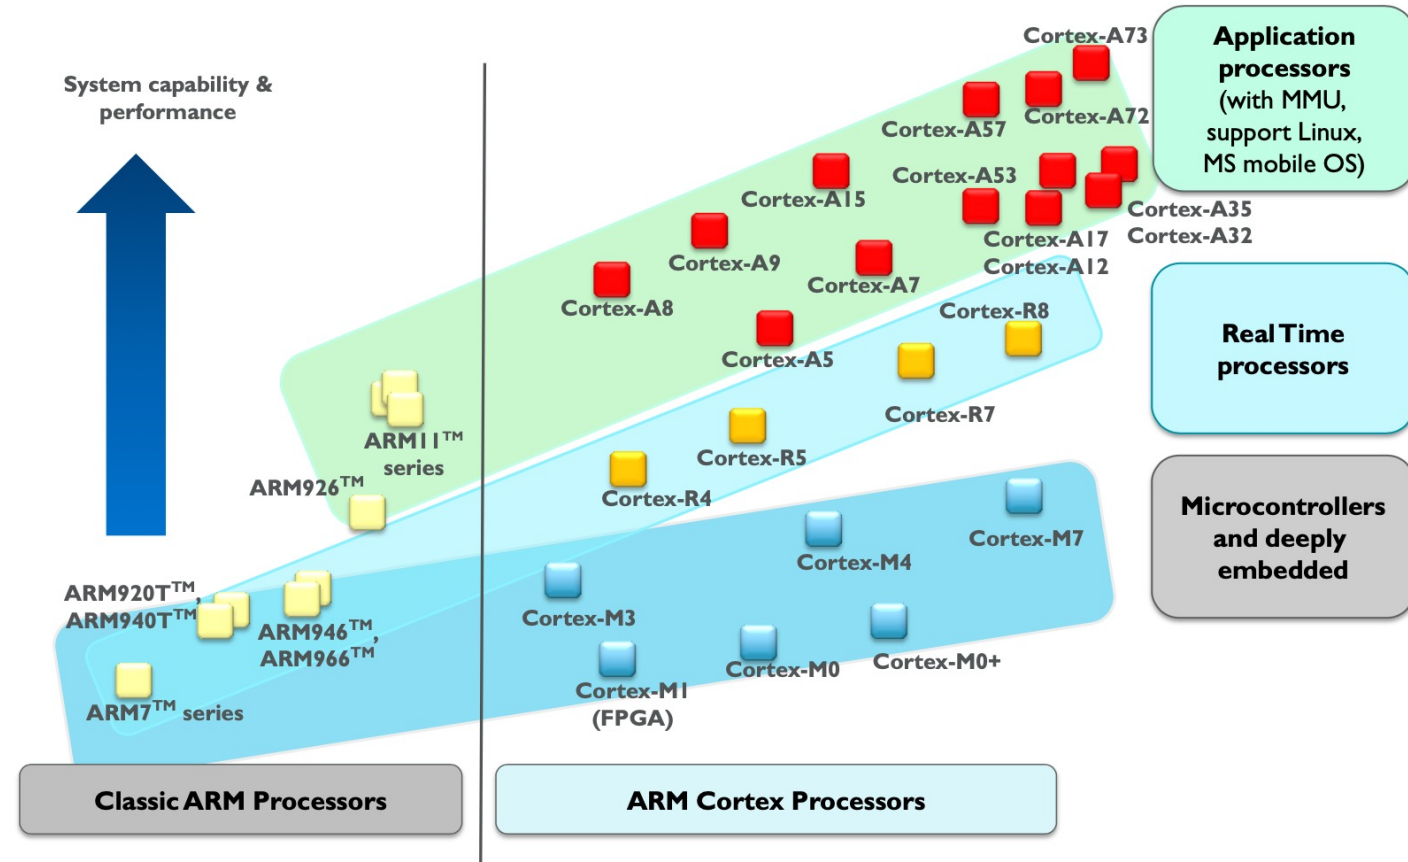 System capability &
performance
Cortex-A73
Cortex-A72
Cortex-A57
Cortex-A53
Cortex-A15
Cortex-A35
Cortex-A32
Cortex-A17
Cortex-A12
Cortex-A9
Cortex-A7
Cortex-A8
Cortex-A5
Cortex-R8
Cortex-R7
Cortex-R5
Cortex-R4
ARM11™
series
ARM926™
ARM920T™,
ARM940T™
ARM946™,
ARM966™
ARM7™ series
Cortex-M7
Cortex-M4
Cortex-M3
Cortex-M0+
Cortex-M0
Cortex-M1
(FPGA)
Application
processors
(with MMU,
support Linux,
MS mobile OS)
Real Time
processors
Microcontrollers
and deeply
embedded
Classic ARM Processors
ARM Cortex Processors